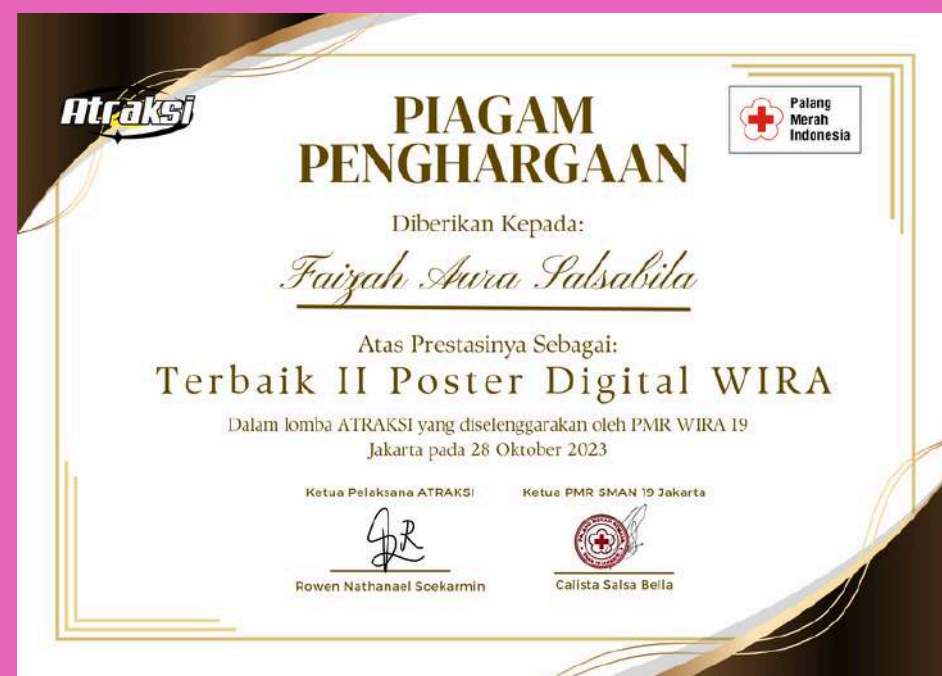 Atraksi
PIAGAM
PENGHARGAAN
Palang
Merah
Indonesia
Diberikan Kepada:
Faizah Aura Salsabila
Atas Prestasinya Sebagai:
Terbaik II Poster Digital WIRA
Dalam lomba ATRAKSI yang diselenggarakan oleh PMR WIRA 19
Jakarta pada 28 Oktober 2023
Ketua Pelaksana ATRAKSI
Ketua PMR SMAN 19 Jakarta
Rowen Nathanael Soekarmin
Calista Salsa Bella